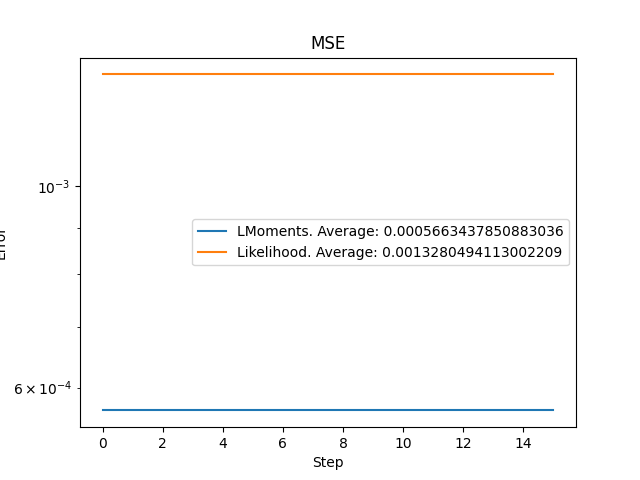 MSE
10⁻³
Error
LMoments. Average: 0.0005663437850883036
Likelihood. Average: 0.0013280494113002209
6 × 10⁻⁴
0 2 4 6 8 10 12 14
Step